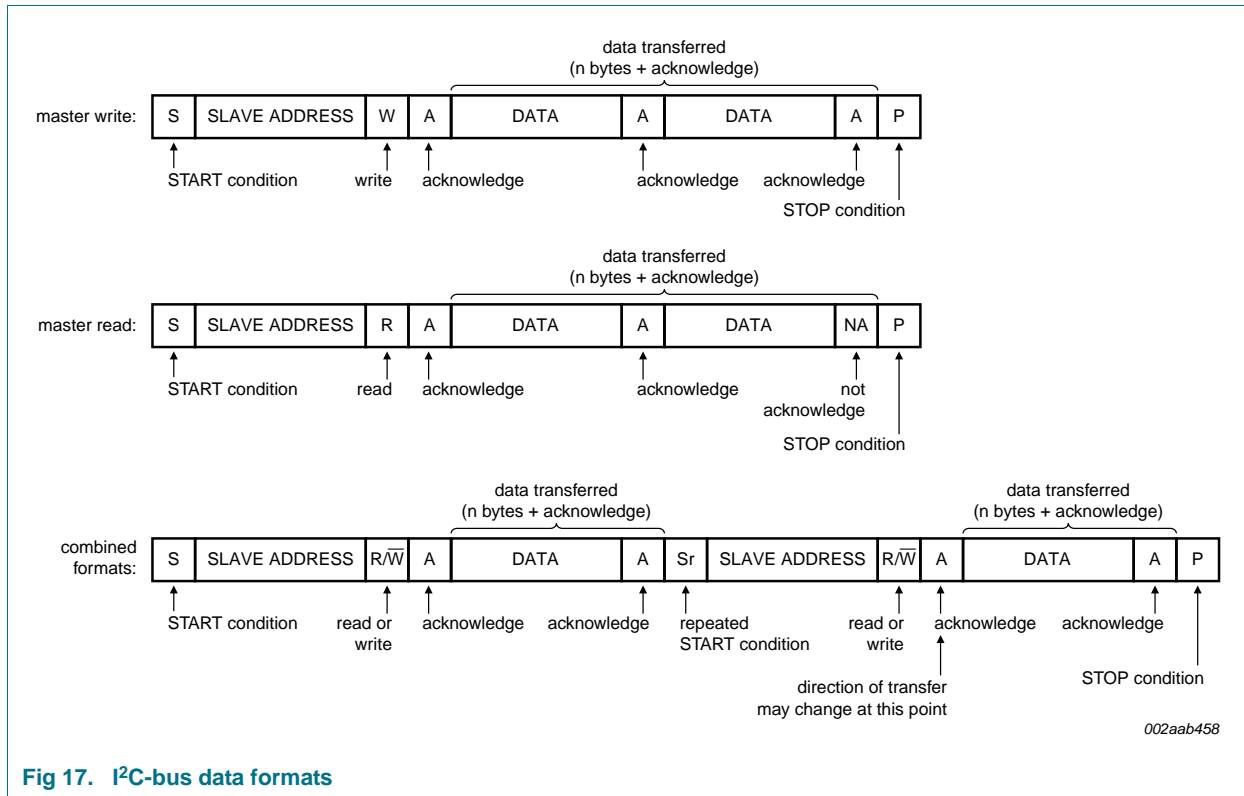 data transferred
(n bytes + acknowledge)
master write: S SLAVE ADDRESS W A DATA A DATA A P
START condition write acknowledge acknowledge acknowledge
STOP condition
data transferred
(n bytes + acknowledge)
master read: S SLAVE ADDRESS R A DATA A DATA NA P
START condition read acknowledge acknowledge not
acknowledge
STOP condition
data transferred
(n bytes + acknowledge)
data transferred
(n bytes + acknowledge)
combined
formats:
S SLAVE ADDRESS R/W̅ A DATA A Sr SLAVE ADDRESS R/W̅ A DATA A P
START condition read or
write
acknowledge acknowledge repeated
START condition
read or
write
acknowledge acknowledge
direction of transfer
may change at this point
STOP condition
002aab458
Fig 17. I²C-bus data formats